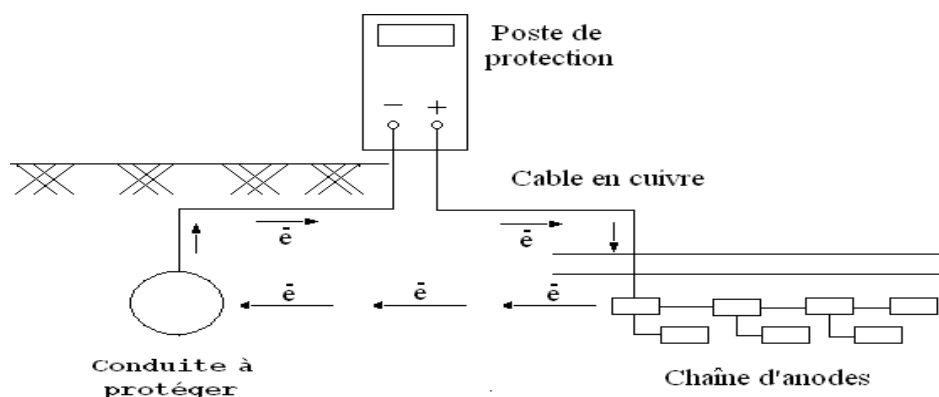 Poste de
protection
— +
Cable en cuivre
ē ē
ē ē ē
Conduite à
protéger
Chaîne d'anodes